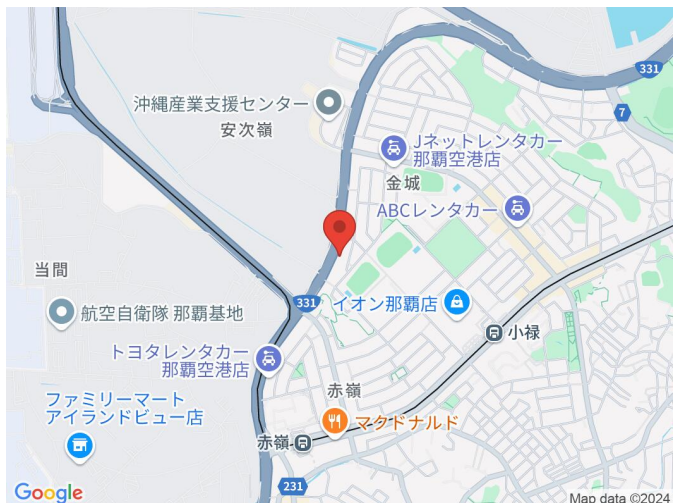 331
7
沖縄産業支援センター
安次嶺
Jネットレンタカー
那覇空港店
金城
ABCレンタカー
当間
航空自衛隊 那覇基地
331
イオン那覇店
小禄
トヨタレンタカー
那覇空港店
赤嶺
ファミリーマート
アイランドビュー店
マクドナルド
赤嶺
231
Google
Map data ©2024